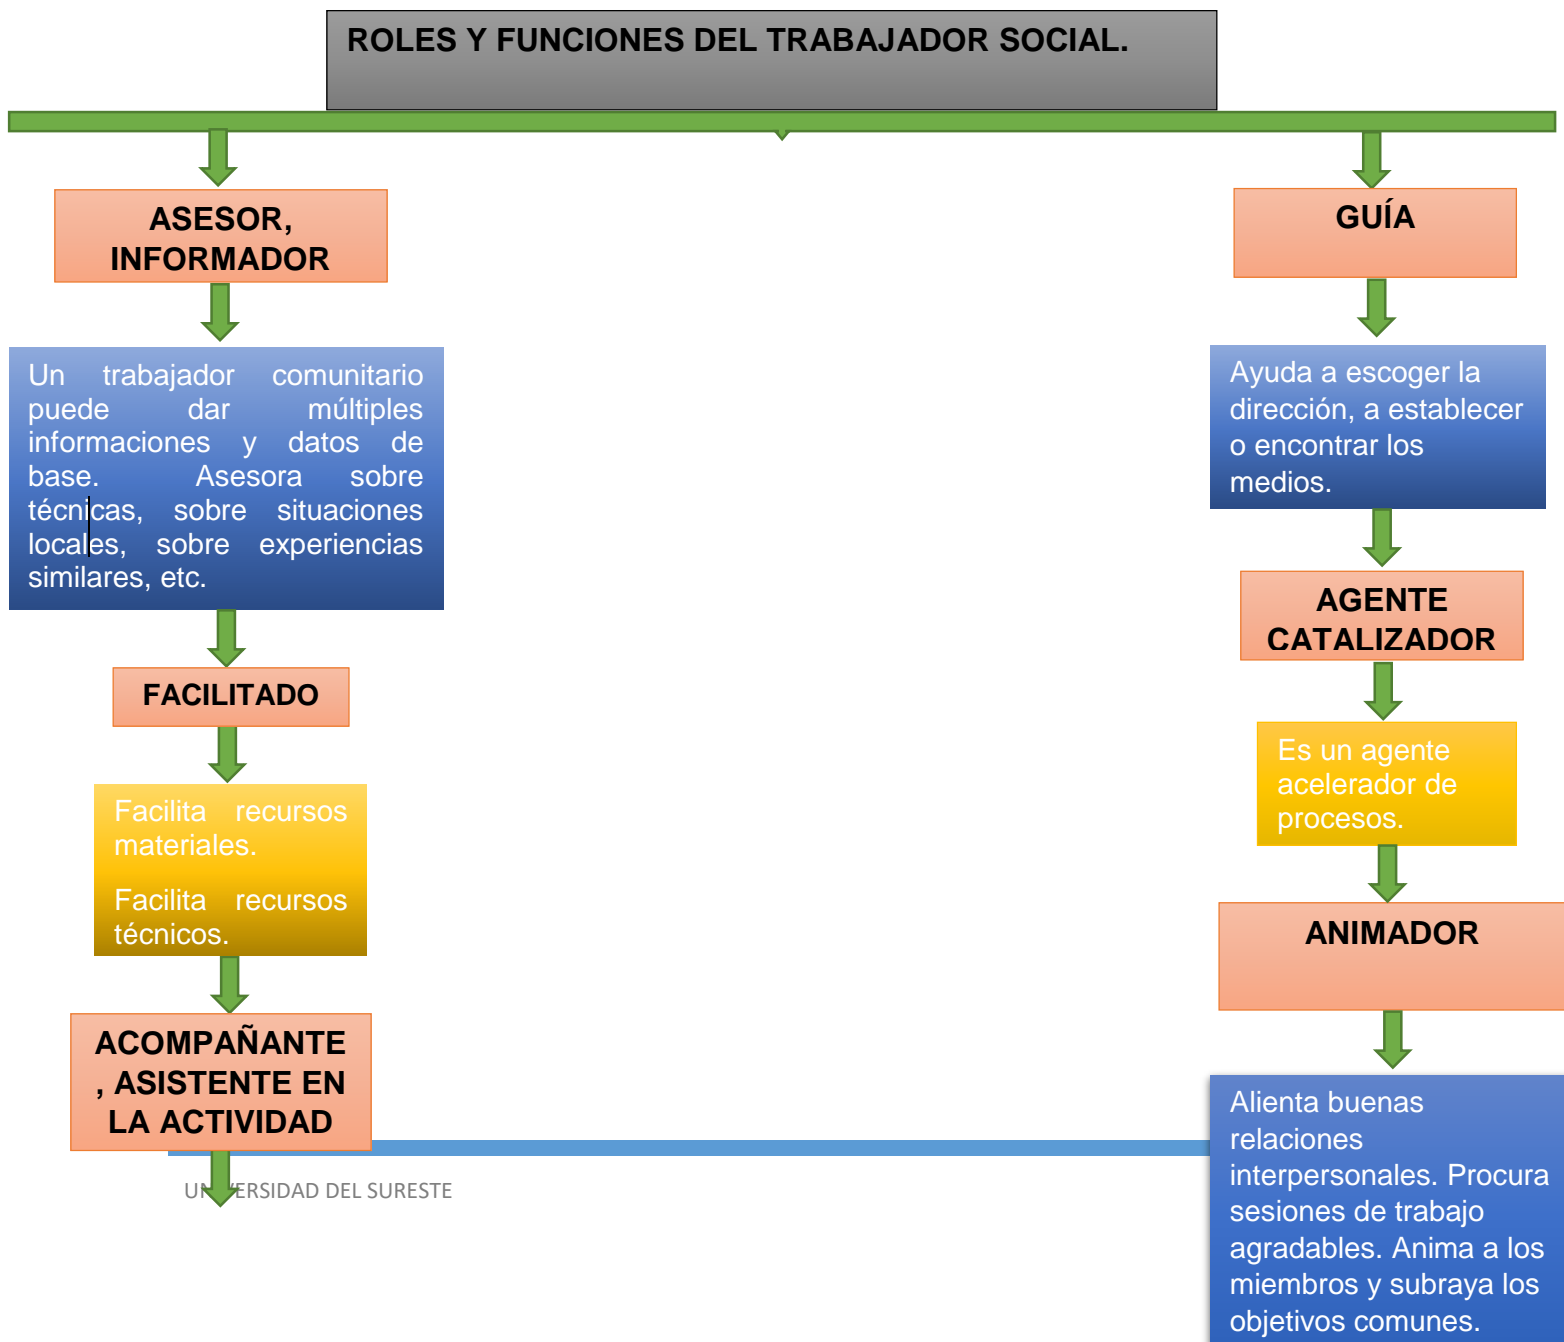 ROLES Y FUNCIONES DEL TRABAJADOR SOCIAL.
ASESOR,
INFORMADOR
Un trabajador comunitario
puede dar múltiples
informaciones y datos de
base. Asesora sobre
técnicas, sobre situaciones
locales, sobre experiencias
similares, etc.
FACILITADO
Facilita recursos
materiales.
Facilita recursos
técnicos.
ACOMPAÑANTE
, ASISTENTE EN
LA ACTIVIDAD
GUÍA
Ayuda a escoger la
dirección, a establecer
o encontrar los
medios.
AGENTE
CATALIZADOR
Es un agente
acelerador de
procesos.
ANIMADOR
Alienta buenas
relaciones
interpersonales. Procura
sesiones de trabajo
agradables. Anima a los
miembros y subraya los
objetivos comunes.
UNIVERSIDAD DEL SURESTE